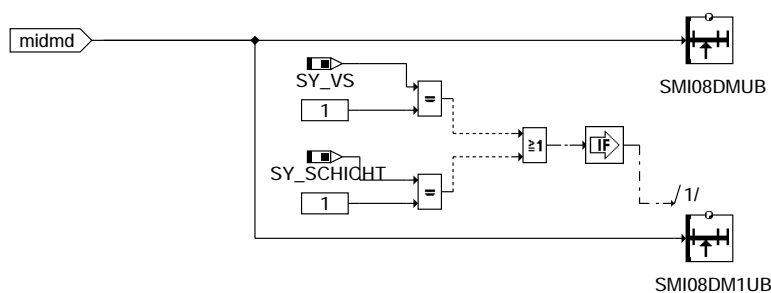 midmd
SMI08DMUB
SY_VS
=
1
SY_SCHICHT
=
1
≥1
IF
/1/
SMI08DM1UB